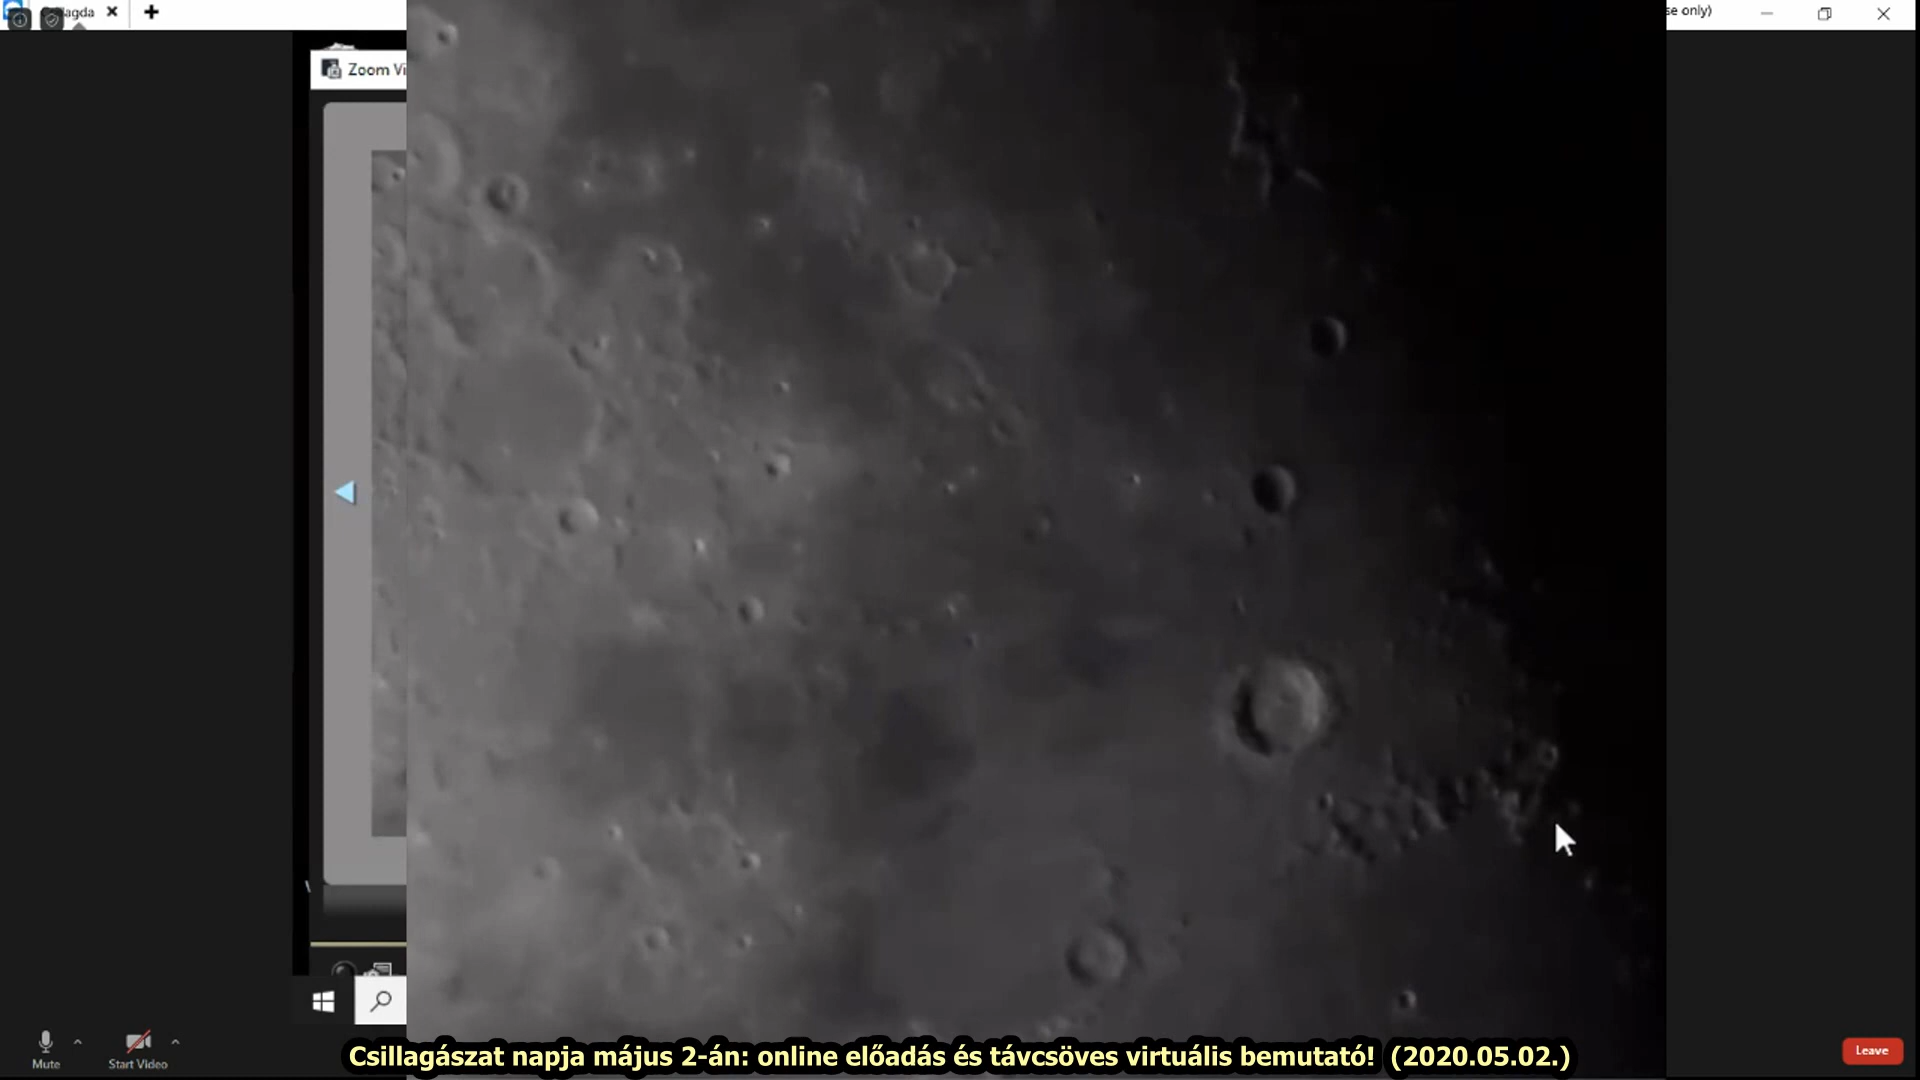 agda
se only)
Zoom Vi
Mute
Start Video
Leave
Csillagászat napja május 2-án: online előadás és távcsöves virtuális bemutató! (2020.05.02.)